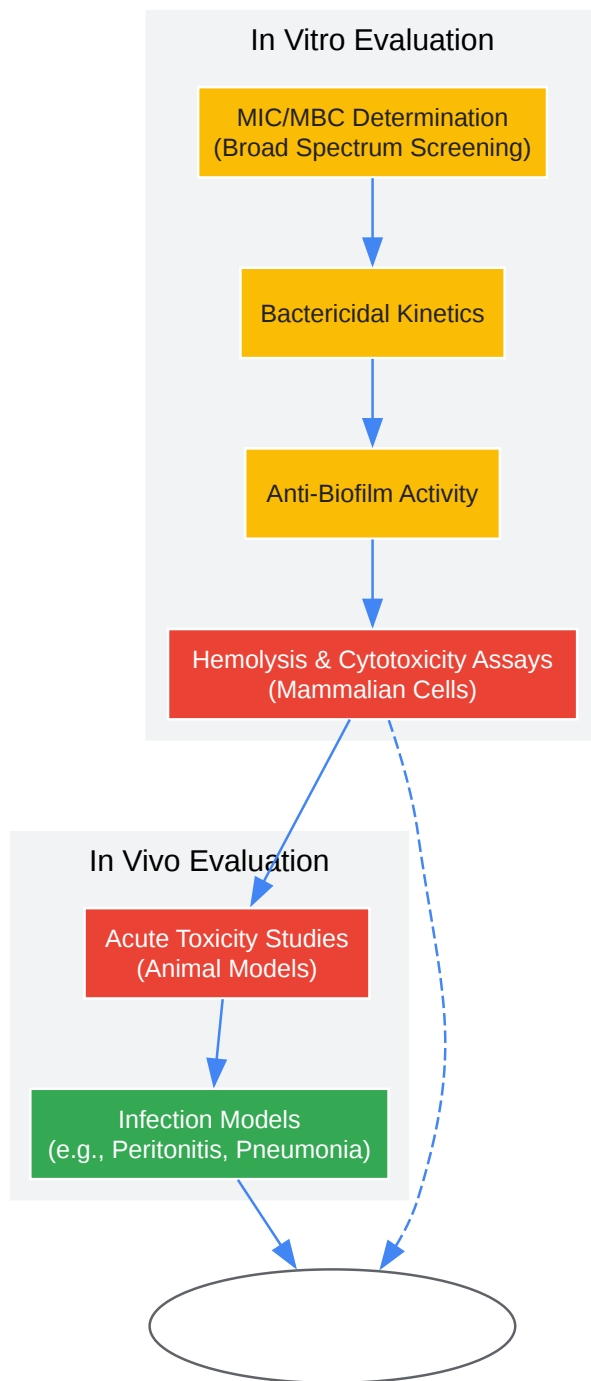 In Vitro Evaluation
MIC/MBC Determination
(Broad Spectrum Screening)
Bactericidal Kinetics
Anti-Biofilm Activity
Hemolysis & Cytotoxicity Assays
(Mammalian Cells)
In Vivo Evaluation
Acute Toxicity Studies
(Animal Models)
Infection Models
(e.g., Peritonitis, Pneumonia)